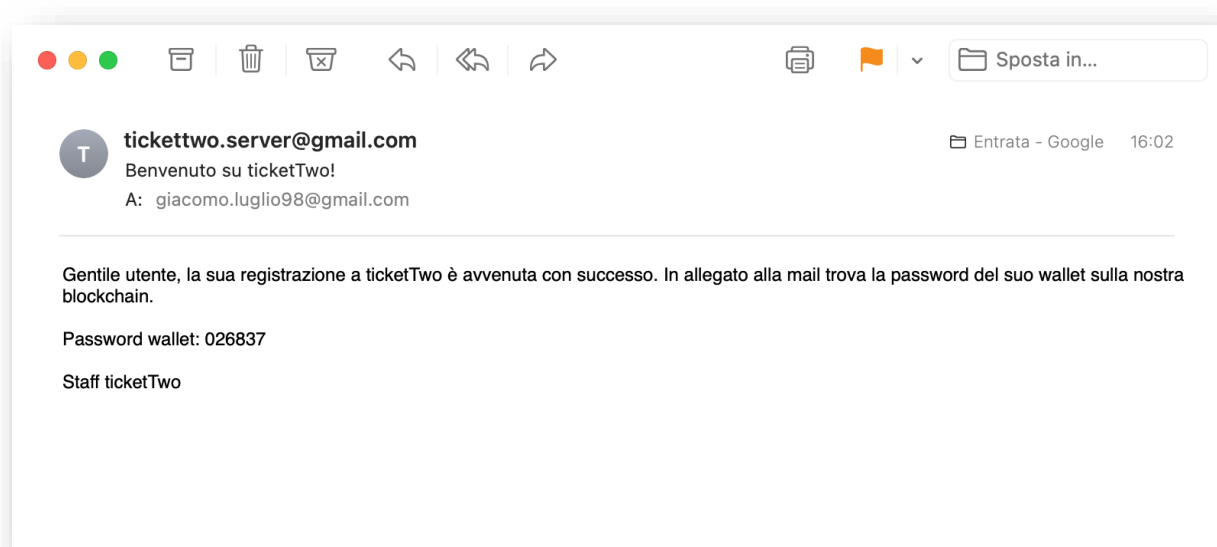 Sposta in...
T
tickettwo.server@gmail.com
Entrata - Google 16:02
Benvenuto su ticketTwo!
A: giacomo.luglio98@gmail.com
Gentile utente, la sua registrazione a ticketTwo è avvenuta con successo. In allegato alla mail trova la password del suo wallet sulla nostra
blockchain.
Password wallet: 026837
Staff ticketTwo